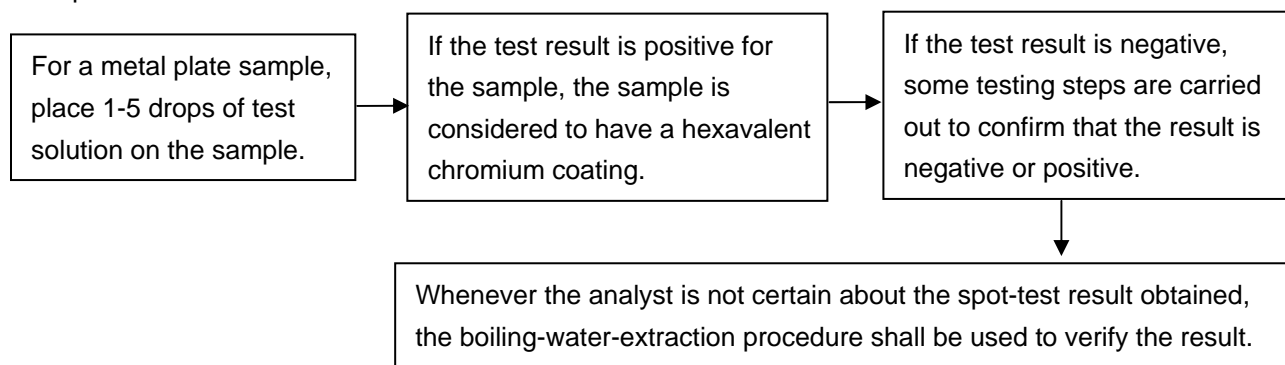 For a metal plate sample,
place 1-5 drops of test
solution on the sample.
If the test result is positive for
the sample, the sample is
considered to have a hexavalent
chromium coating.
If the test result is negative,
some testing steps are carried
out to confirm that the result is
negative or positive.
Whenever the analyst is not certain about the spot-test result obtained,
the boiling-water-extraction procedure shall be used to verify the result.